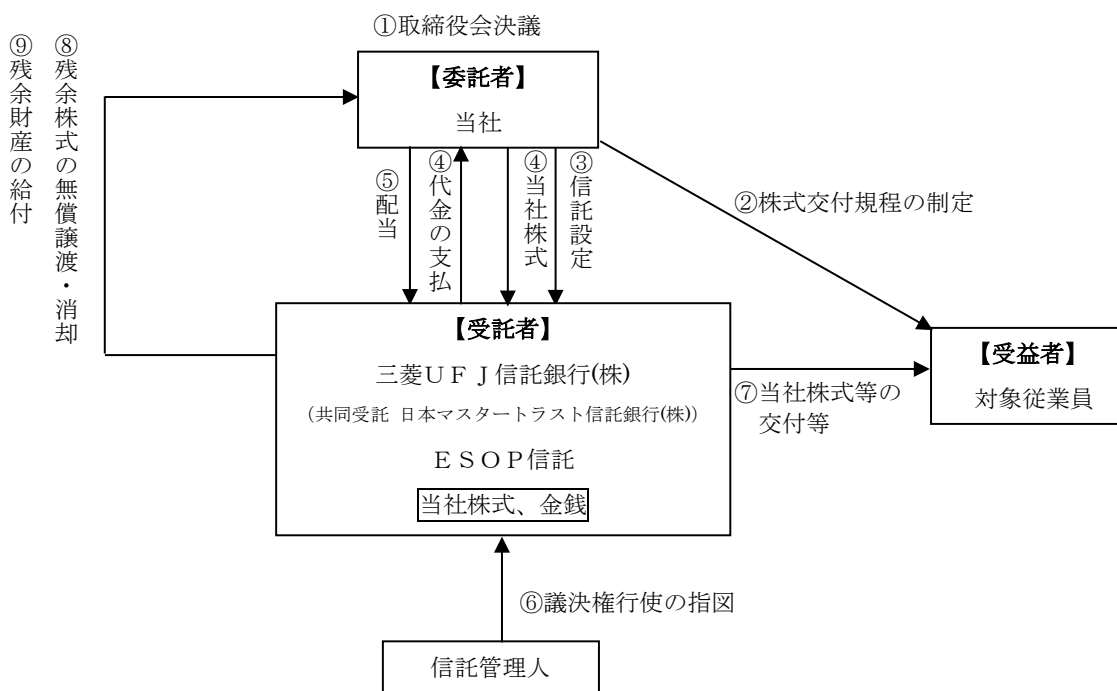 ①取締役会決議
⑨残余財産の給付
⑧残余株式の無償譲渡・消却
【委託者】
当社
⑤配当
④代金の支払
④当社株式
③信託設定
②株式交付規程の制定
【受託者】
三菱ＵＦＪ信託銀行(株)
（共同受託 日本マスタートラスト信託銀行(株)）
ＥＳＯＰ信託
当社株式、金銭
⑦当社株式等の
交付等
【受益者】
対象従業員
⑥議決権行使の指図
信託管理人